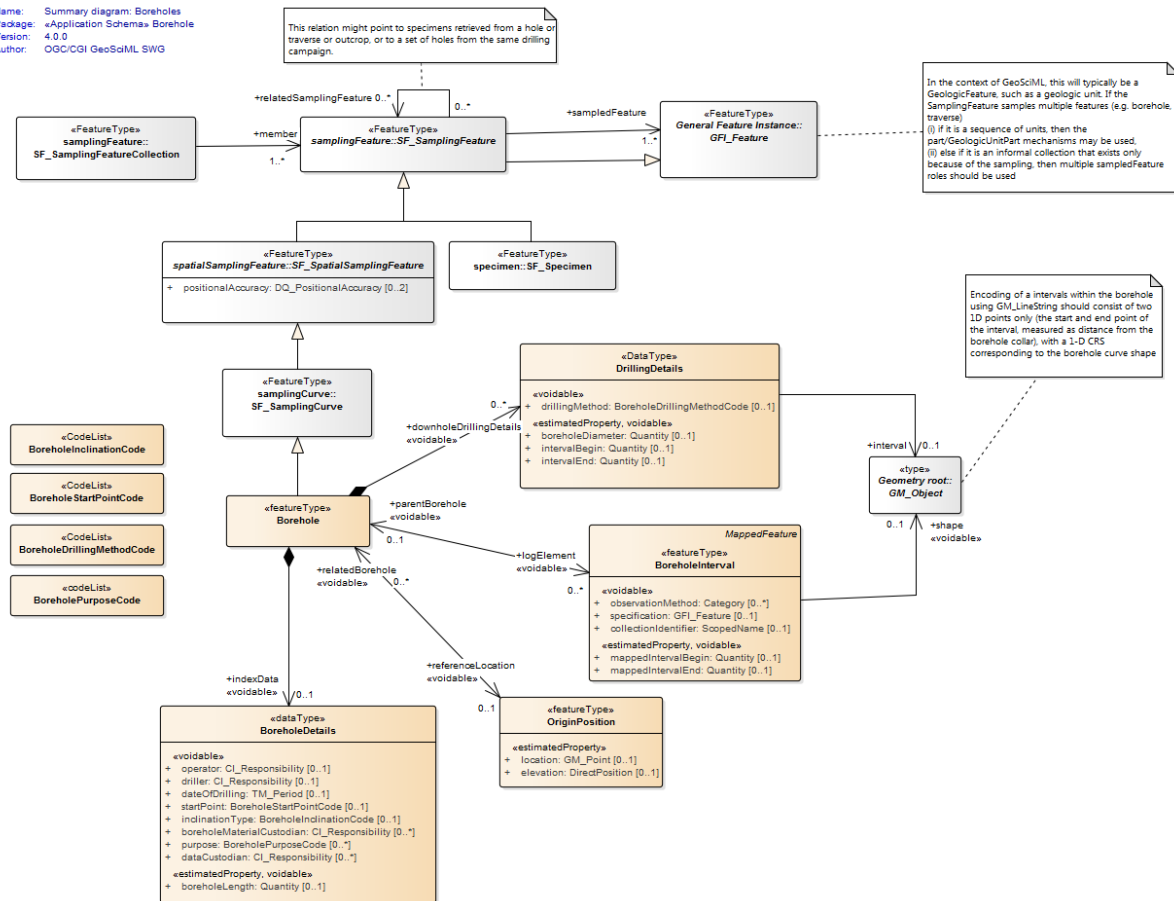 Name: Summary diagram: Boreholes
Package: «Application Schema» Borehole
Version: 4.0.0
Author: OGC/CGI GeoSciML SWG
This relation might point to specimens retrieved from a hole or
traverse or outcrop, or to a set of holes from the same drilling
campaign.
In the context of GeoSciML, this will typically be a
GeologicFeature, such as a geologic unit. If the
SamplingFeature samples multiple features (e.g. borehole,
traverse)
(i) if it is a sequence of units, then the
part/GeologicUnitPart mechanisms may be used,
(ii) else if it is an informal collection that exists only
because of the sampling, then multiple sampledFeature
roles should be used
+relatedSamplingFeature 0..*
0..*
«FeatureType»
samplingFeature::
SF_SamplingFeatureCollection
+member
1..*
«FeatureType»
samplingFeature::SF_SamplingFeature
+sampledFeature
1..*
«FeatureType»
General Feature Instance::
GFI_Feature
«FeatureType»
spatialSamplingFeature::SF_SpatialSamplingFeature
+ positionalAccuracy: DQ_PositionalAccuracy [0..2]
«FeatureType»
specimen::SF_Specimen
Encoding of a intervals within the borehole
using GM_LineString should consist of two
1D points only (the start and end point of
the interval, measured as distance from the
borehole collar), with a 1-D CRS
corresponding to the borehole curve shape
«FeatureType»
samplingCurve::
SF_SamplingCurve
«DataType»
DrillingDetails
«voidable»
+ drillingMethod: BoreholeDrillingMethodCode [0..1]
«estimatedProperty, voidable»
+ boreholeDiameter: Quantity [0..1]
+ intervalBegin: Quantity [0..1]
+ intervalEnd: Quantity [0..1]
0..*
+downholeDrillingDetails
«voidable»
+interval
0..1
«type»
Geometry root::
GM_Object
0..1
+shape
«voidable»
«CodeList»
BoreholeInclinationCode
«CodeList»
BoreholeStartPointCode
«CodeList»
BoreholeDrillingMethodCode
«codeList»
BoreholePurposeCode
«featureType»
Borehole
+parentBorehole
«voidable»
0..1
+logElement
«voidable»
0..*
MappedFeature
«featureType»
BoreholeInterval
«voidable»
+ observationMethod: Category [0..*]
+ specification: GFI_Feature [0..1]
+ collectionIdentifier: ScopedName [0..1]
«estimatedProperty, voidable»
+ mappedIntervalBegin: Quantity [0..1]
+ mappedIntervalEnd: Quantity [0..1]
+relatedBorehole
«voidable»
0..*
+referenceLocation
«voidable»
0..1
«featureType»
OriginPosition
«estimatedProperty»
+ location: GM_Point [0..1]
+ elevation: DirectPosition [0..1]
+indexData
«voidable»
0..1
«dataType»
BoreholeDetails
«voidable»
+ operator: CI_Responsibility [0..1]
+ driller: CI_Responsibility [0..1]
+ dateOfDrilling: TM_Period [0..1]
+ startPoint: BoreholeStartPointCode [0..1]
+ inclinationType: BoreholeInclinationCode [0..1]
+ boreholeMaterialCustodian: CI_Responsibility [0..*]
+ purpose: BoreholePurposeCode [0..*]
+ dataCustodian: CI_Responsibility [0..*]
«estimatedProperty, voidable»
+ boreholeLength: Quantity [0..1]